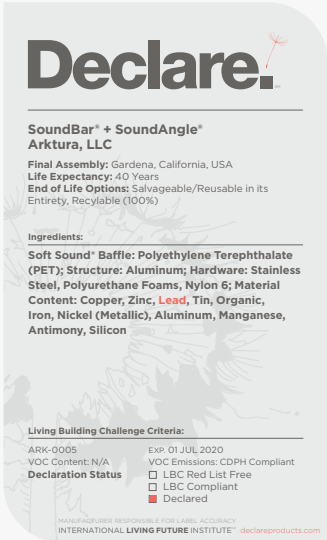 Declare.
SoundBar® + SoundAngle®
Arktura, LLC
Final Assembly: Gardena, California, USA
Life Expectancy: 40 Years
End of Life Options: Salvageable/Reusable in its
Entirety, Recylable (100%)
Ingredients:
Soft Sound® Baffle: Polyethylene Terephthalate
(PET); Structure: Aluminum; Hardware: Stainless
Steel, Polyurethane Foams, Nylon 6; Material
Content: Copper, Zinc, Lead, Tin, Organic,
Iron, Nickel (Metallic), Aluminum, Manganese,
Antimony, Silicon
Living Building Challenge Criteria:
ARK-0005 EXP. 01 JUL 2020
VOC Content: N/A VOC Emissions: CDPH Compliant
Declaration Status LBC Red List Free
LBC Compliant
Declared
MANUFACTURER RESPONSIBLE FOR LABEL ACCURACY
INTERNATIONAL LIVING FUTURE INSTITUTE™ declareproducts.com